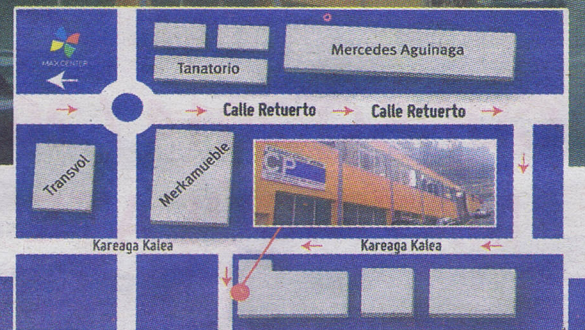 MAX CENTER
Mercedes Aguinaga
Tanatorio
Calle Retuerto
Calle Retuerto
Transvol
Merkamueble
CP
Kareaga Kalea
Kareaga Kalea